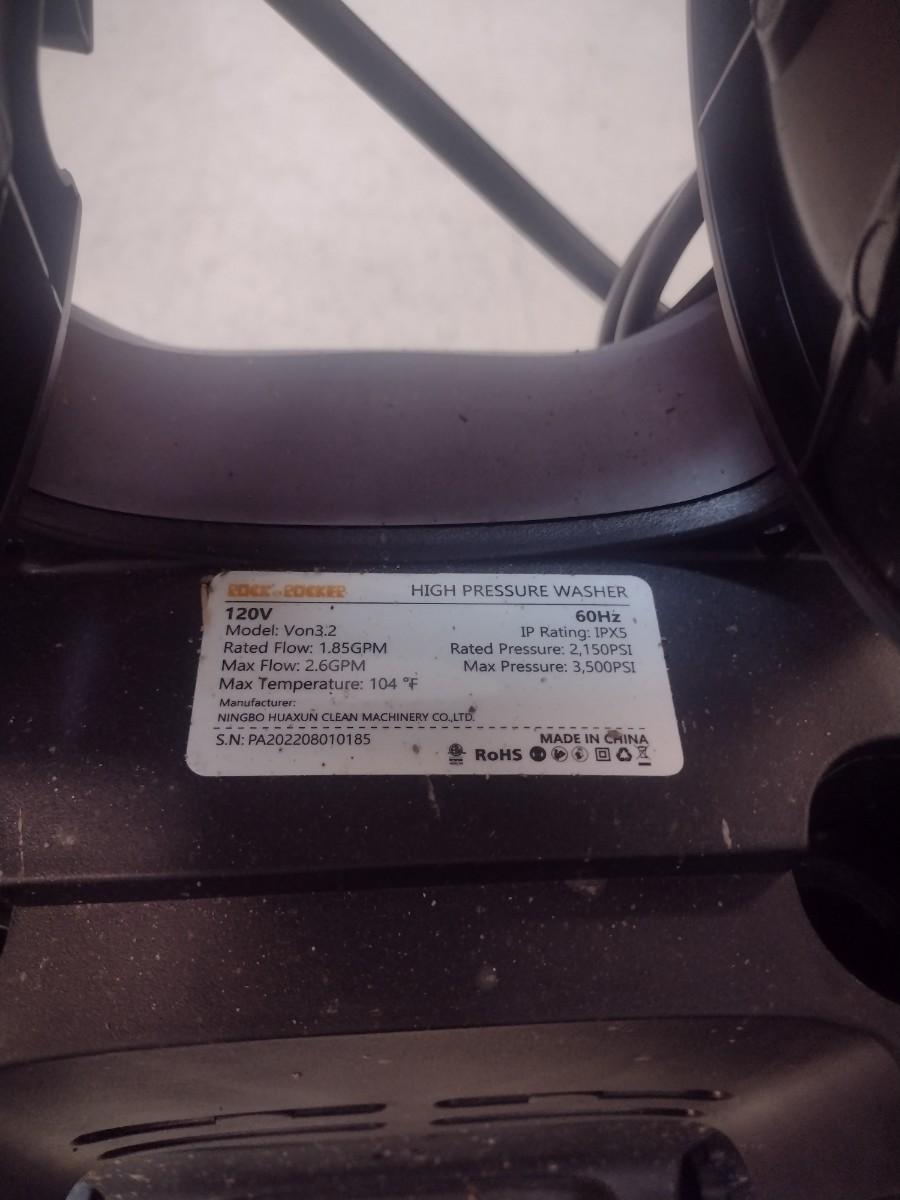 ROCK & ROCKER HIGH PRESSURE WASHER
120V 60Hz
Model: Von3.2 IP Rating: IPX5
Rated Flow: 1.85GPM Rated Pressure: 2,150PSI
Max Flow: 2.6GPM Max Pressure: 3,500PSI
Max Temperature: 104 °F
Manufacturer:
NINGBO HUAXUN CLEAN MACHINERY CO.,LTD.
S.N: PA202208010185 MADE IN CHINA
RoHS